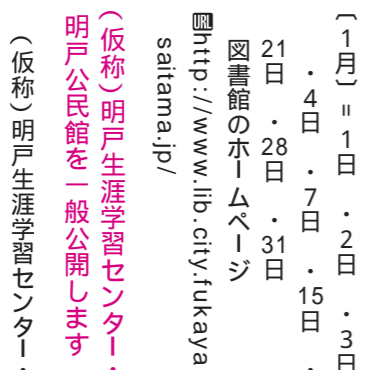 〔1月〕＝1日・2日・3日
・4日・7日・15日・
21日・28日・31日
図書館のホームページ
URLhttp://www.lib.city.fukaya
saitama.jp/
（仮称）明戸生涯学習センター・
明戸公民館を一般公開します
（仮称）明戸生涯学習センター・